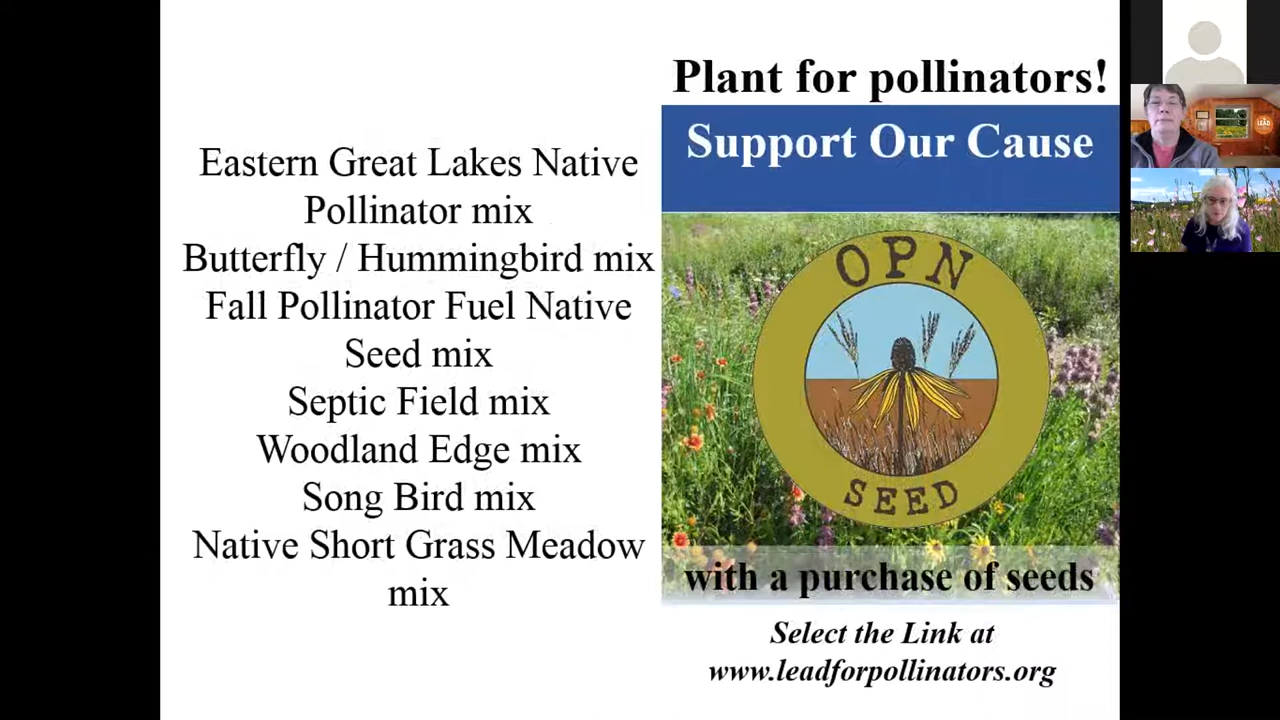 Eastern Great Lakes Native
Pollinator mix
Butterfly / Hummingbird mix
Fall Pollinator Fuel Native
Seed mix
Septic Field mix
Woodland Edge mix
Song Bird mix
Native Short Grass Meadow
mix
Plant for pollinators!
Support Our Cause
OPN
SEED
with a purchase of seeds
Select the Link at
www.leadforpollinators.org
LEAD